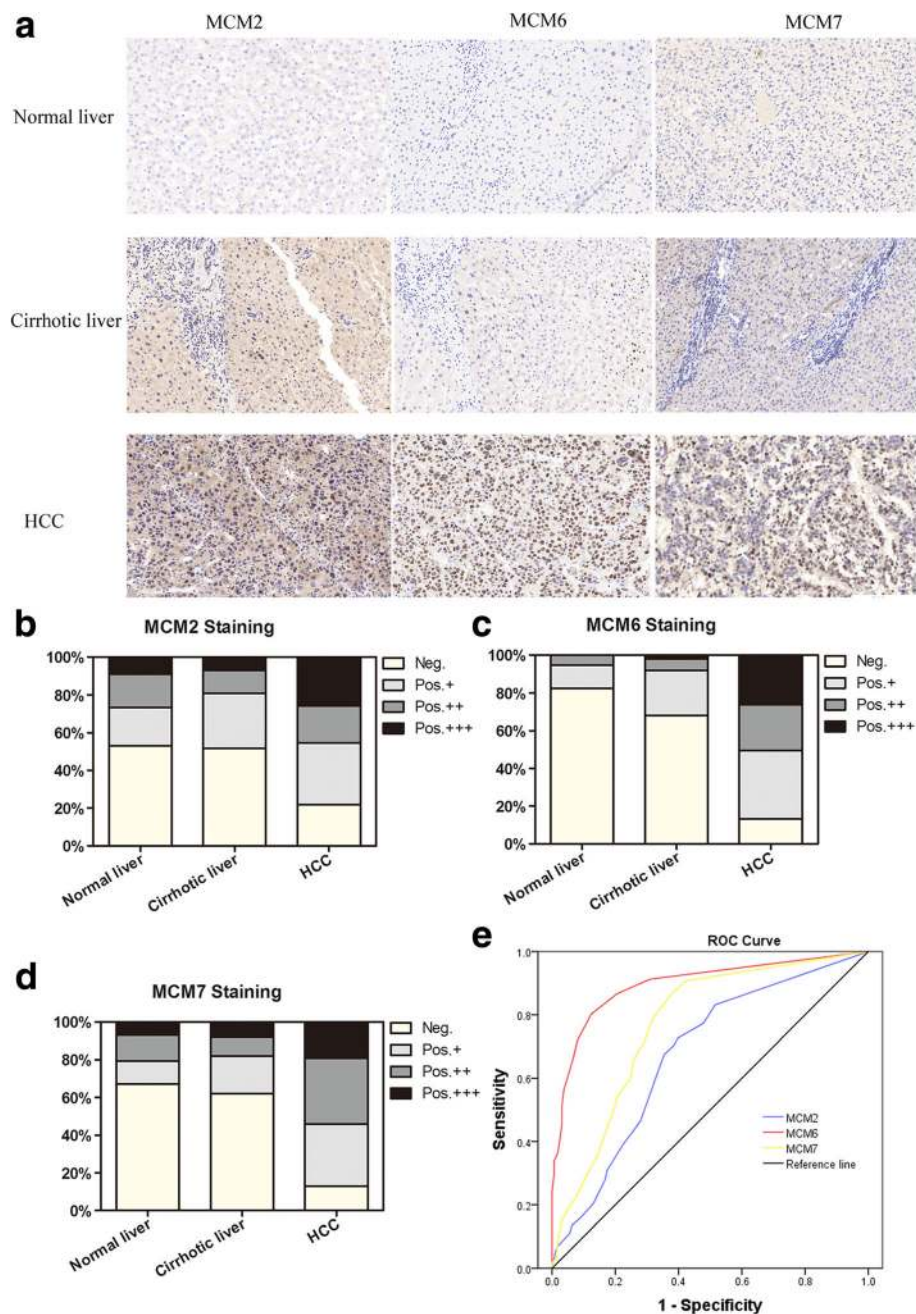 a
MCM2
MCM6
MCM7
Normal liver
Cirrhotic liver
HCC
b
MCM2 Staining
100%
80%
60%
40%
20%
0%
Normal liver
Cirrhotic liver
HCC
Neg.
Pos.+
Pos.++
Pos.+++
c
MCM6 Staining
100%
80%
60%
40%
20%
0%
Normal liver
Cirrhotic liver
HCC
Neg.
Pos.+
Pos.++
Pos.+++
d
MCM7 Staining
100%
80%
60%
40%
20%
0%
Normal liver
Cirrhotic liver
HCC
Neg.
Pos.+
Pos.++
Pos.+++
e
ROC Curve
Sensitivity
1.0
0.8
0.6
0.4
0.2
0.0
0.0 0.2 0.4 0.6 0.8 1.0
1 - Specificity
MCM2
MCM6
MCM7
Reference line